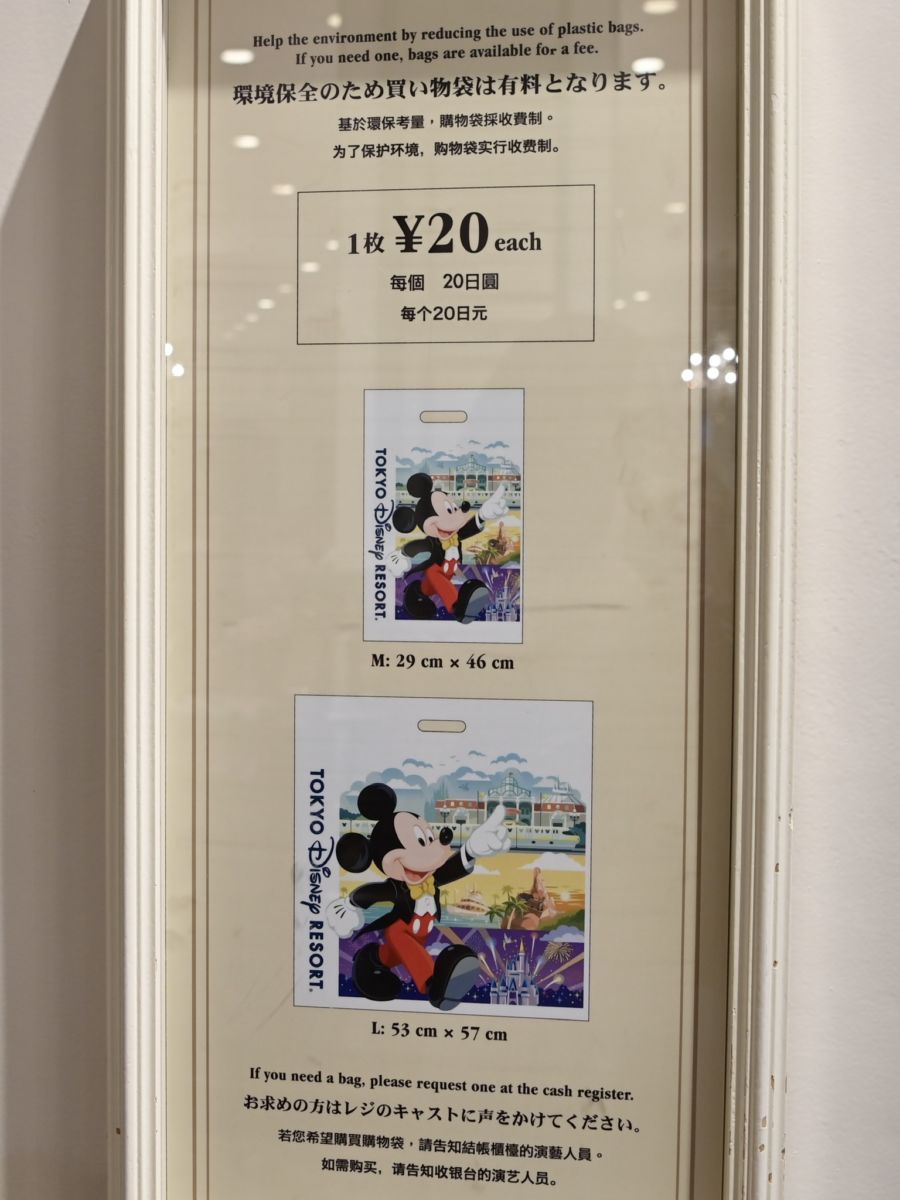 Help the environment by reducing the use of plastic bags.
If you need one, bags are available for a fee.
環境保全のため買い物袋は有料となります。
基於環保考量，購物袋採收費制。
为了保护环境，购物袋实行收费制。
1枚 ¥20 each
每個 20日圓
每个20日元
TOKYO DISNEY RESORT.
M: 29 cm × 46 cm
TOKYO DISNEY RESORT.
L: 53 cm × 57 cm
If you need a bag, please request one at the cash register.
お求めの方はレジのキャストに声をかけてください。
若您希望購買購物袋，請告知結帳櫃檯的演藝人員。
如需购买，请告知收银台的演艺人员。